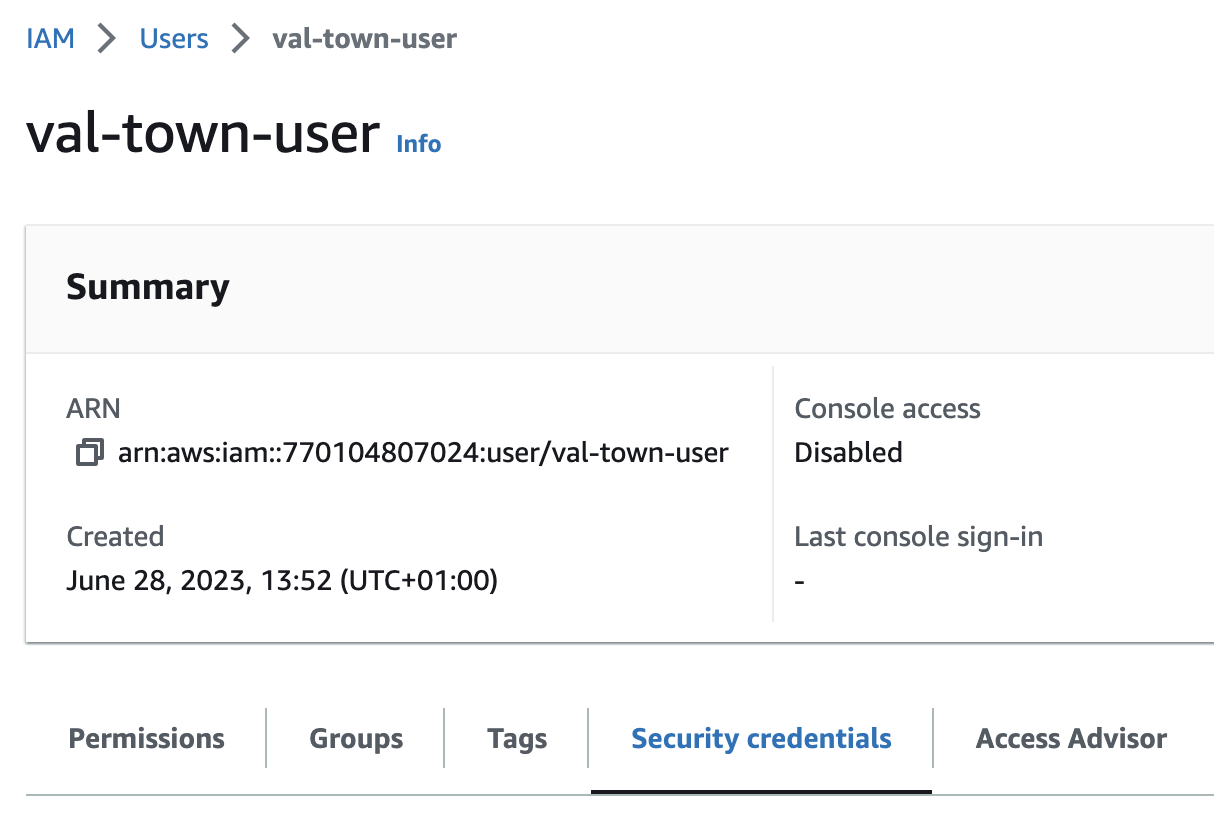 IAM > Users > val-town-user
val-town-user Info
Summary
ARN
arn:aws:iam::770104807024:user/val-town-user
Created
June 28, 2023, 13:52 (UTC+01:00)
Console access
Disabled
Last console sign-in
-
Permissions Groups Tags Security credentials Access Advisor